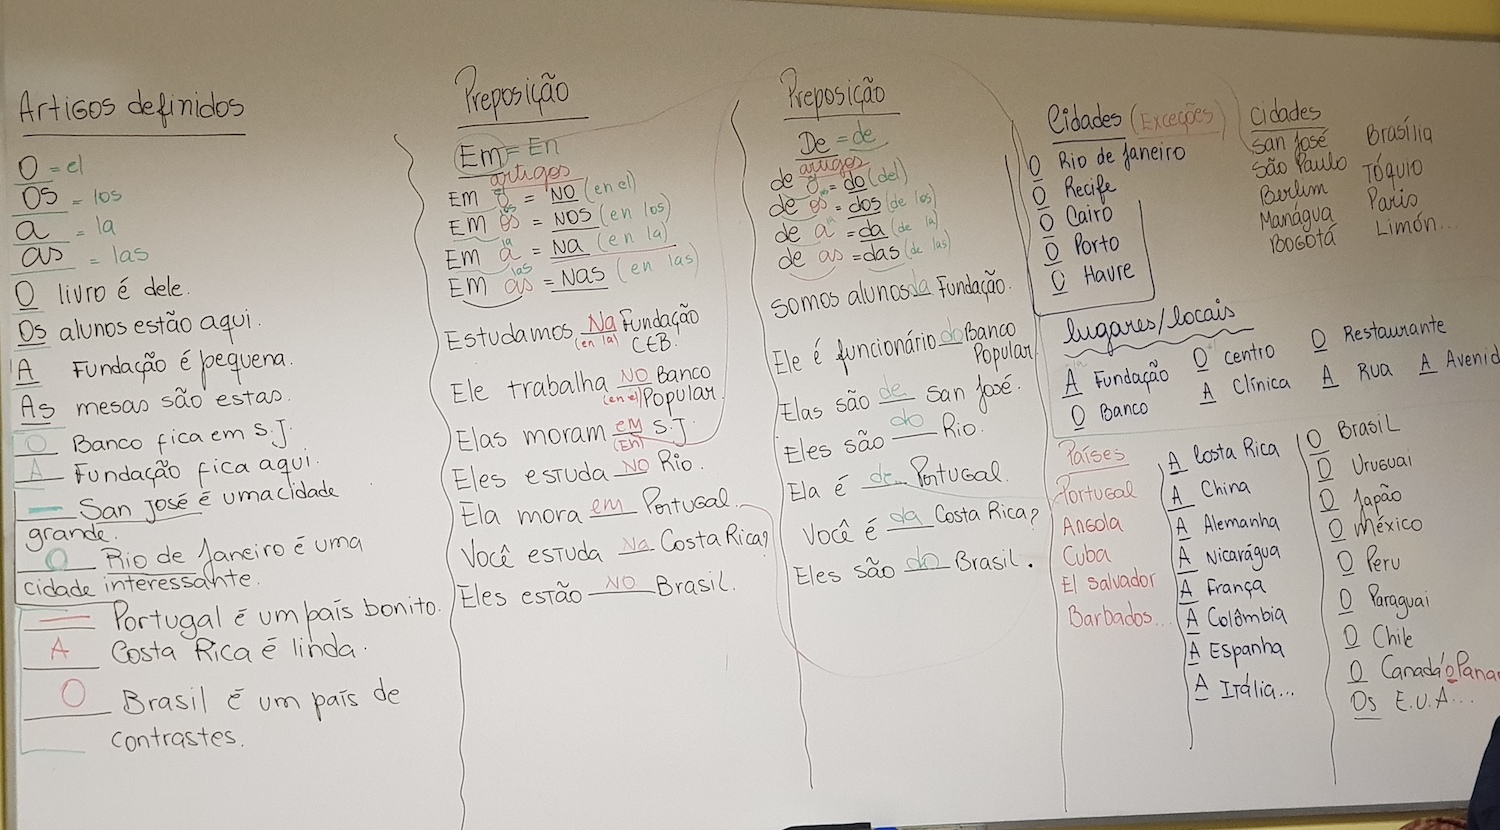 Artigos definidos
O = el
os = los
a = la
as = las
O livro é dele.
Os alunos estão aqui.
A Fundação é pequena.
As mesas são estas.
O Banco fica em S.J.
A Fundação fica aqui.
— San José é uma cidade
grande.
O Rio de Janeiro é uma
cidade interessante.
— Portugal é um país bonito.
A Costa Rica é linda.
O Brasil é um país de
contrastes.
Preposição
Em = En
artigos
Em o = NO (en el)
Em os = NOS (en los)
Em a = NA (en la)
Em as = NAS (en las)
Estudamos Na Fundação
(en la) CEB.
Ele trabalha NO Banco
(en el) Popular.
Elas moram em S.J.
(En)
Eles estuda NO Rio.
Ela mora em Portugal.
Você estuda Na Costa Rica?
Eles estão NO Brasil.
Preposição
De = de
artigos
de o = do (del)
de os = dos (de los)
de a = da (de la)
de as = das (de las)
Somos alunos da Fundação.
Ele é funcionário do Banco
Popular
Elas são de San José.
Eles são do Rio.
Ela é de Portugal.
Você é da Costa Rica?
Eles são do Brasil.
Cidades (Exceções)
O Rio de Janeiro
O Recife
O Cairo
O Porto
O Havre
Cidades
San José
São Paulo
Berlim
Manágua
Bogotá
Brasília
Tóquio
Paris
Limón...
lugares/locais
A Fundação
O Banco
O centro
A Clínica
O Restaurante
A Rua
A Avenid
Países
Portugal
Angola
Cuba
El Salvador
Barbados...
A Costa Rica
A China
A Alemanha
A Nicarágua
A França
A Colômbia
A Espanha
A Itália...
O Brasil
O Uruguai
O Japão
O México
O Peru
O Paraguai
O Chile
O Canadá o Pana
Os E.U.A...